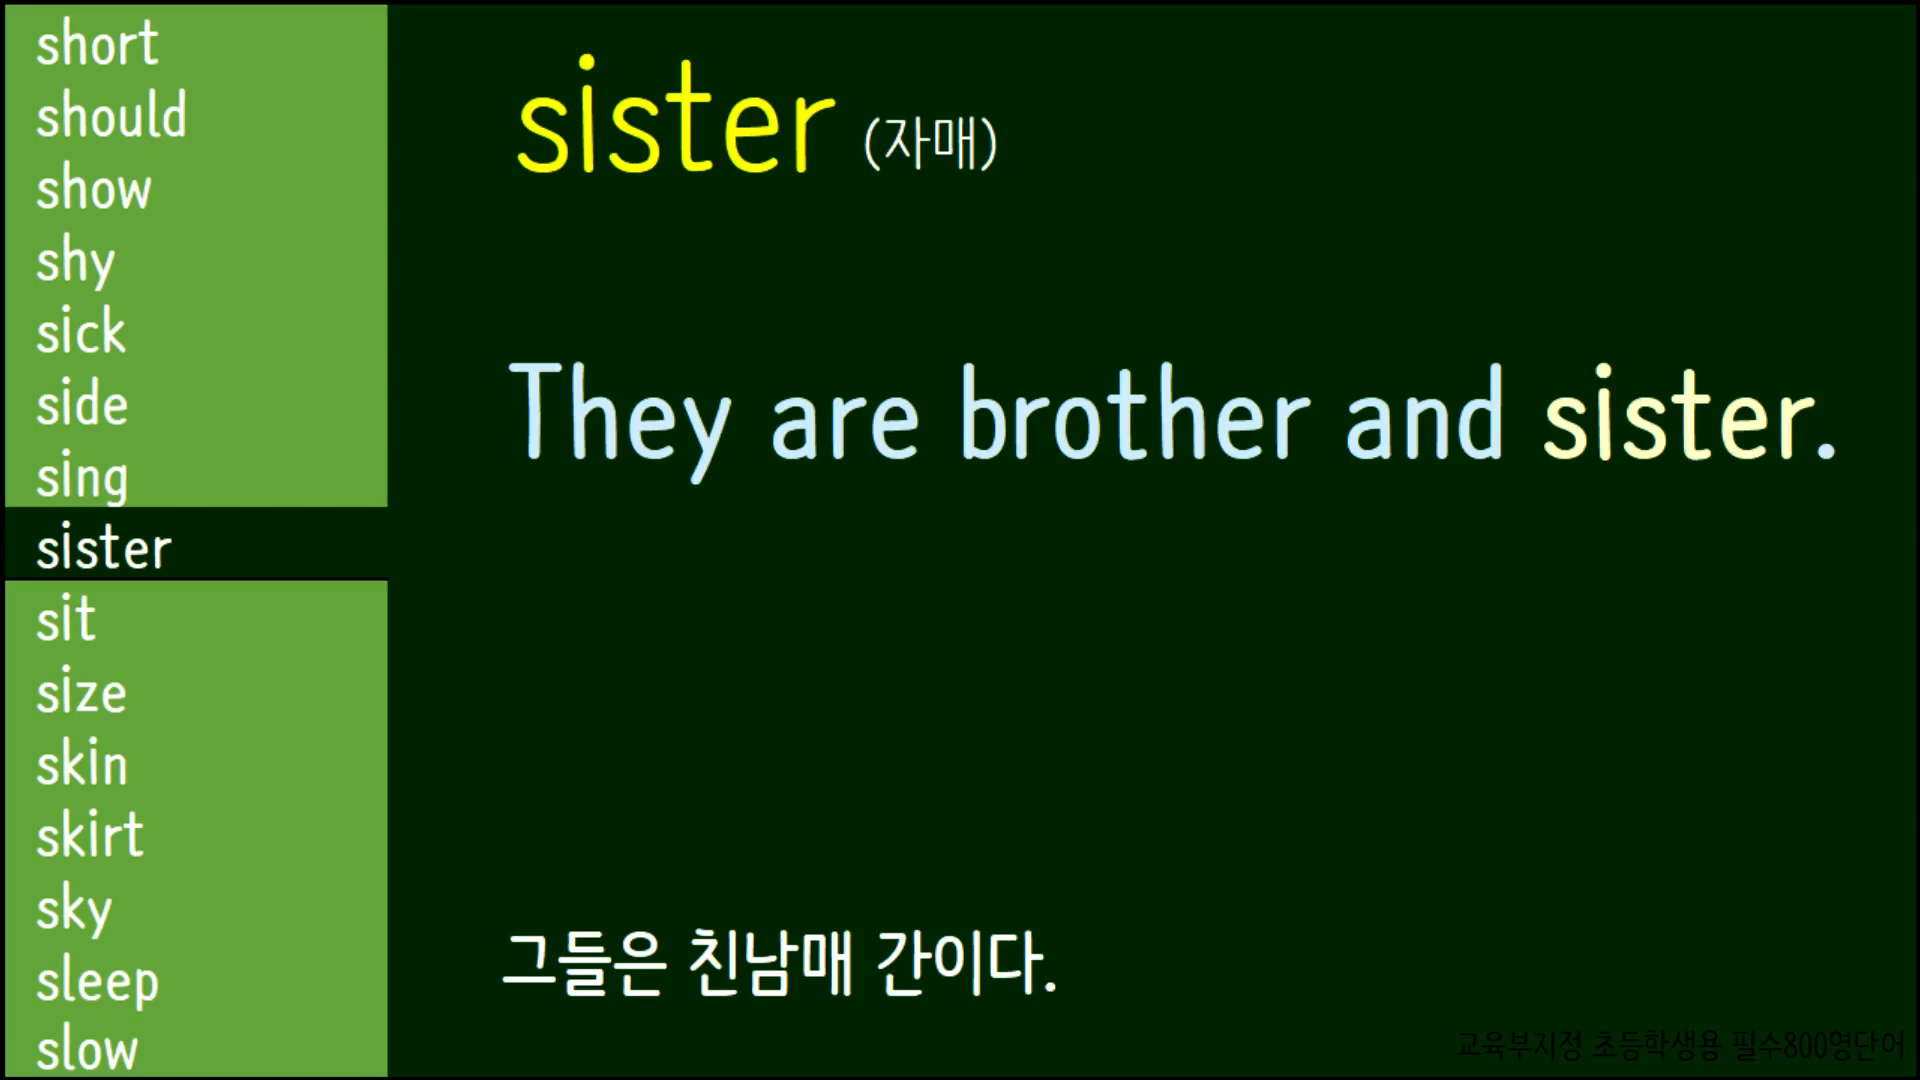 short
should
show
shy
sick
side
sing
sister
sit
size
skin
skirt
sky
sleep
slow
sister (자매)
They are brother and sister.
그들은 친남매 간이다.
교육부지정 초등학생용 필수800영단어